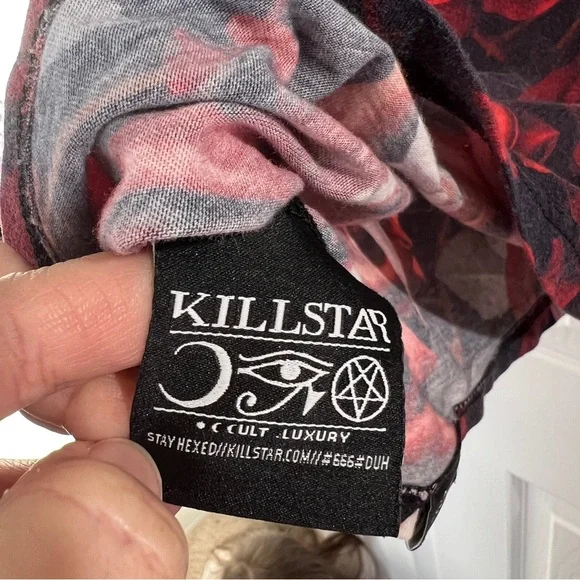 KILLSTAR
OCCULT LUXURY
STAY HEXED//KILLSTAR.COM//#666#DUH